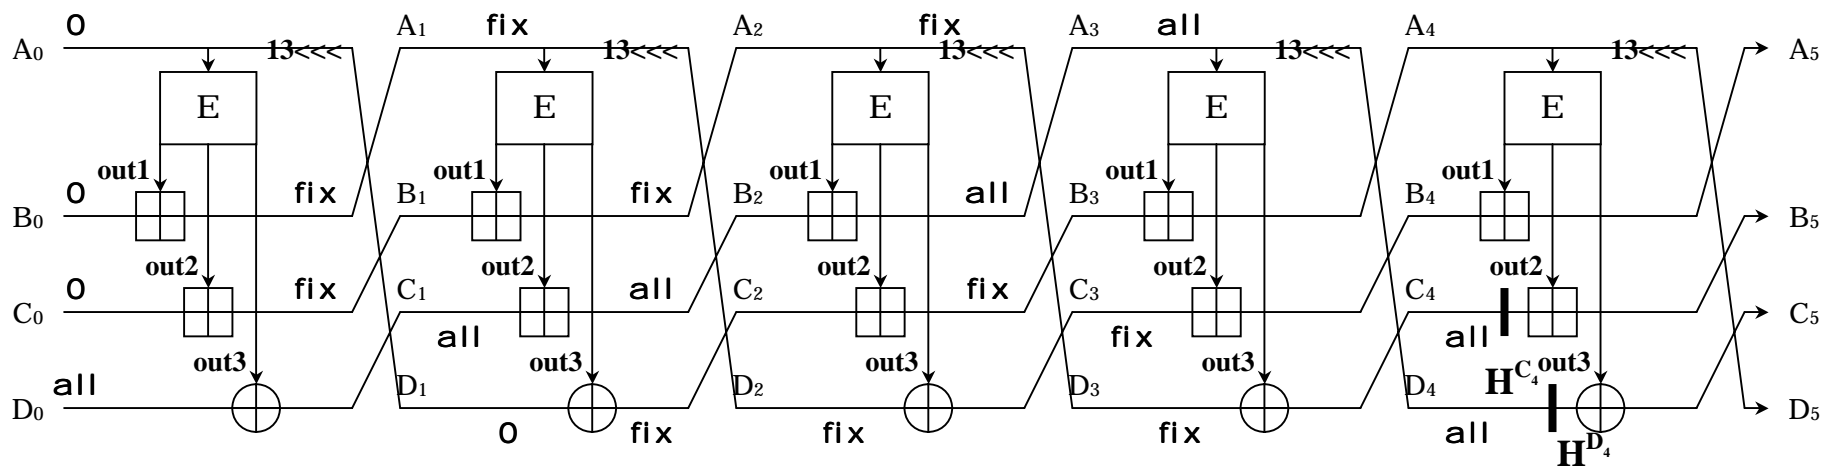 0 A₁ fix A₂ fix A₃ all A₄
A₀ 13<<< 13<<< 13<<< 13<<< 13<<< A₅
E E E E E
out1 out1 out1 out1 out1
0 fix B₁ fix B₂ all B₃ B₄
B₀ B₅
out2 out2 out2 out2 out2
0 fix C₁ all C₂ fix C₃ C₄
C₀ C₅
all fix all
out3 out3 out3 out3 out3
all D₁ D₂ D₃ D₄ H^C₄
D₀ D₅
0 fix fix fix all
H^D₄